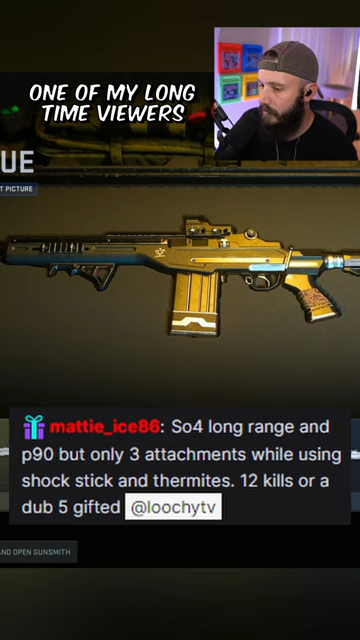 ONE OF MY LONG
TIME VIEWERS
UE
T PICTURE
mattie_ice86: So4 long range and
p90 but only 3 attachments while using
shock stick and thermites. 12 kills or a
dub 5 gifted @loochytv
AND OPEN GUNSMITH